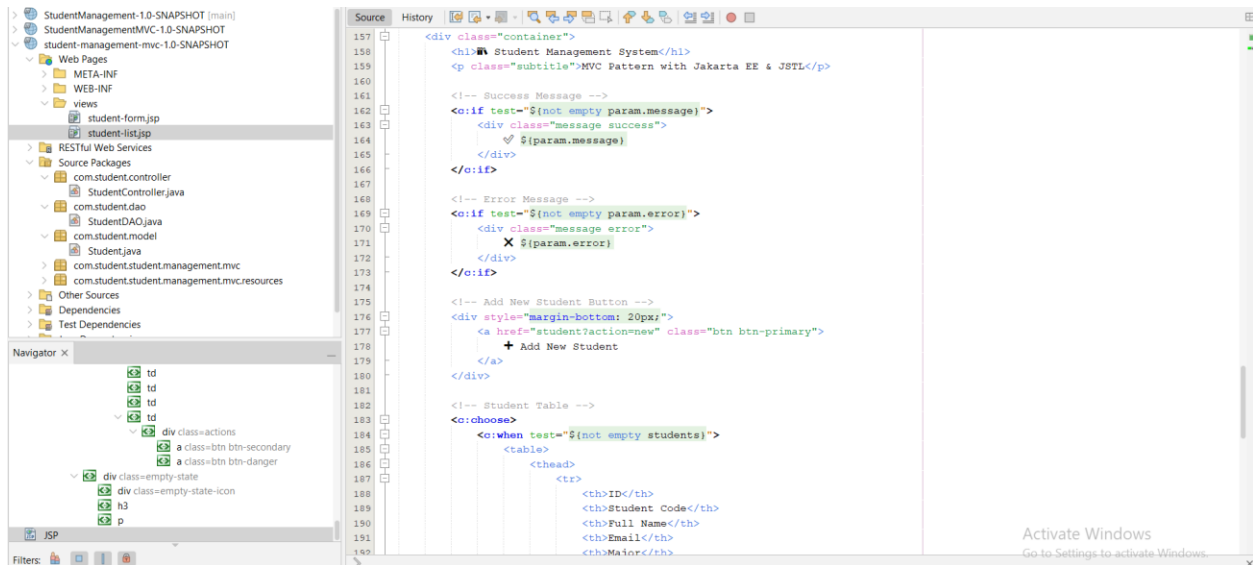 StudentManagement-1.0-SNAPSHOT [main]
StudentManagementMVC-1.0-SNAPSHOT
student-management-mvc-1.0-SNAPSHOT
Web Pages
META-INF
WEB-INF
views
student-form.jsp
student-list.jsp
RESTful Web Services
Source Packages
com.student.controller
StudentController.java
com.student.dao
StudentDAO.java
com.student.model
Student.java
com.student.student.management.mvc
com.student.student.management.mvc.resources
Other Sources
Dependencies
Test Dependencies
Navigator ×
td
td
td
td
div class=actions
a class=btn btn-secondary
a class=btn btn-danger
div class=empty-state
div class=empty-state-icon
h3
p
JSP
Filters:
Source History
157 <div class="container">
158 <h1> Student Management System</h1>
159 <p class="subtitle">MVC Pattern with Jakarta EE & JSTL</p>
160
161 <!-- Success Message -->
162 <c:if test="${not empty param.message}">
163 <div class="message success">
164 ✅ ${param.message}
165 </div>
166 </c:if>
167
168 <!-- Error Message -->
169 <c:if test="${not empty param.error}">
170 <div class="message error">
171 ❌ ${param.error}
172 </div>
173 </c:if>
174
175 <!-- Add New Student Button -->
176 <div style="margin-bottom: 20px;">
177 <a href="student?action=new" class="btn btn-primary">
178 ➕ Add New Student
179 </a>
180 </div>
181
182 <!-- Student Table -->
183 <c:choose>
184 <c:when test="${not empty students}">
185 <table>
186 <thead>
187 <tr>
188 <th>ID</th>
189 <th>Student Code</th>
190 <th>Full Name</th>
191 <th>Email</th>
192 <th>Major</th>
Activate Windows
Go to Settings to activate Windows.